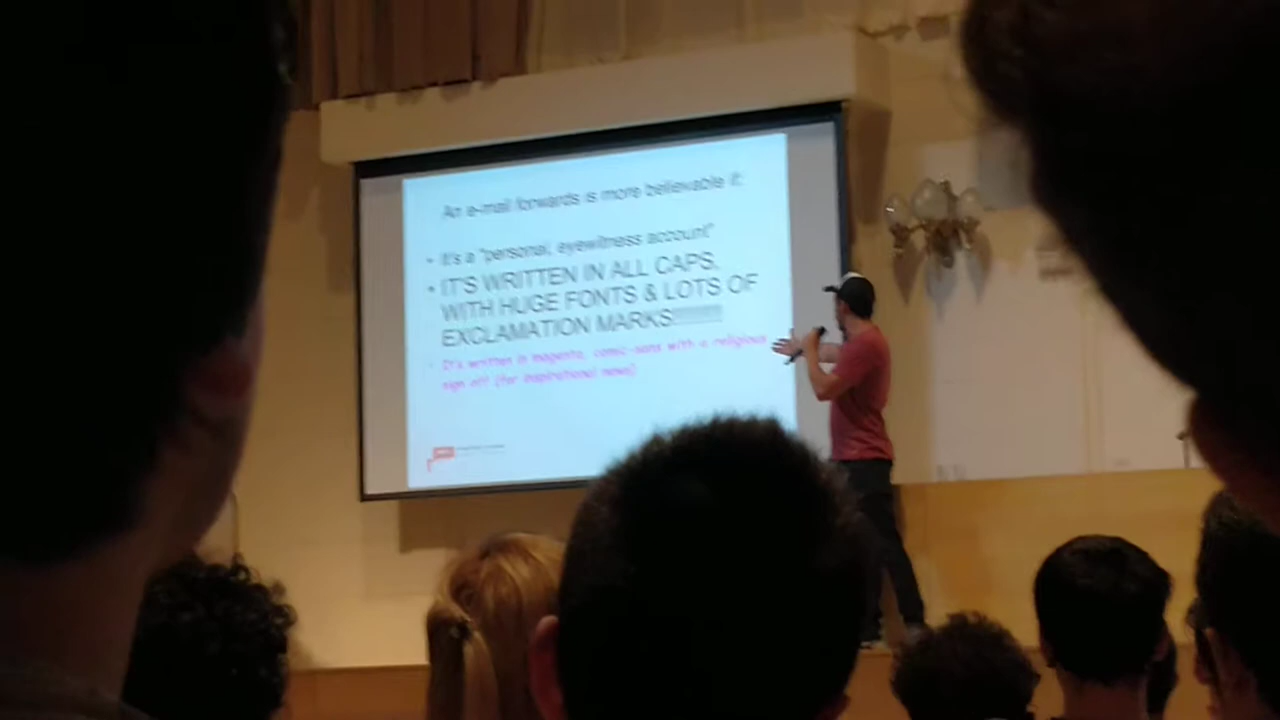 An e-mail forwards is more believable if:
• It's a "personal, eyewitness account"
• IT'S WRITTEN IN ALL CAPS,
WITH HUGE FONTS & LOTS OF
EXCLAMATION MARKS!!!!!!!!!!
• It's written in magenta, comic-sans with a religious
sign off (for inspirational news)